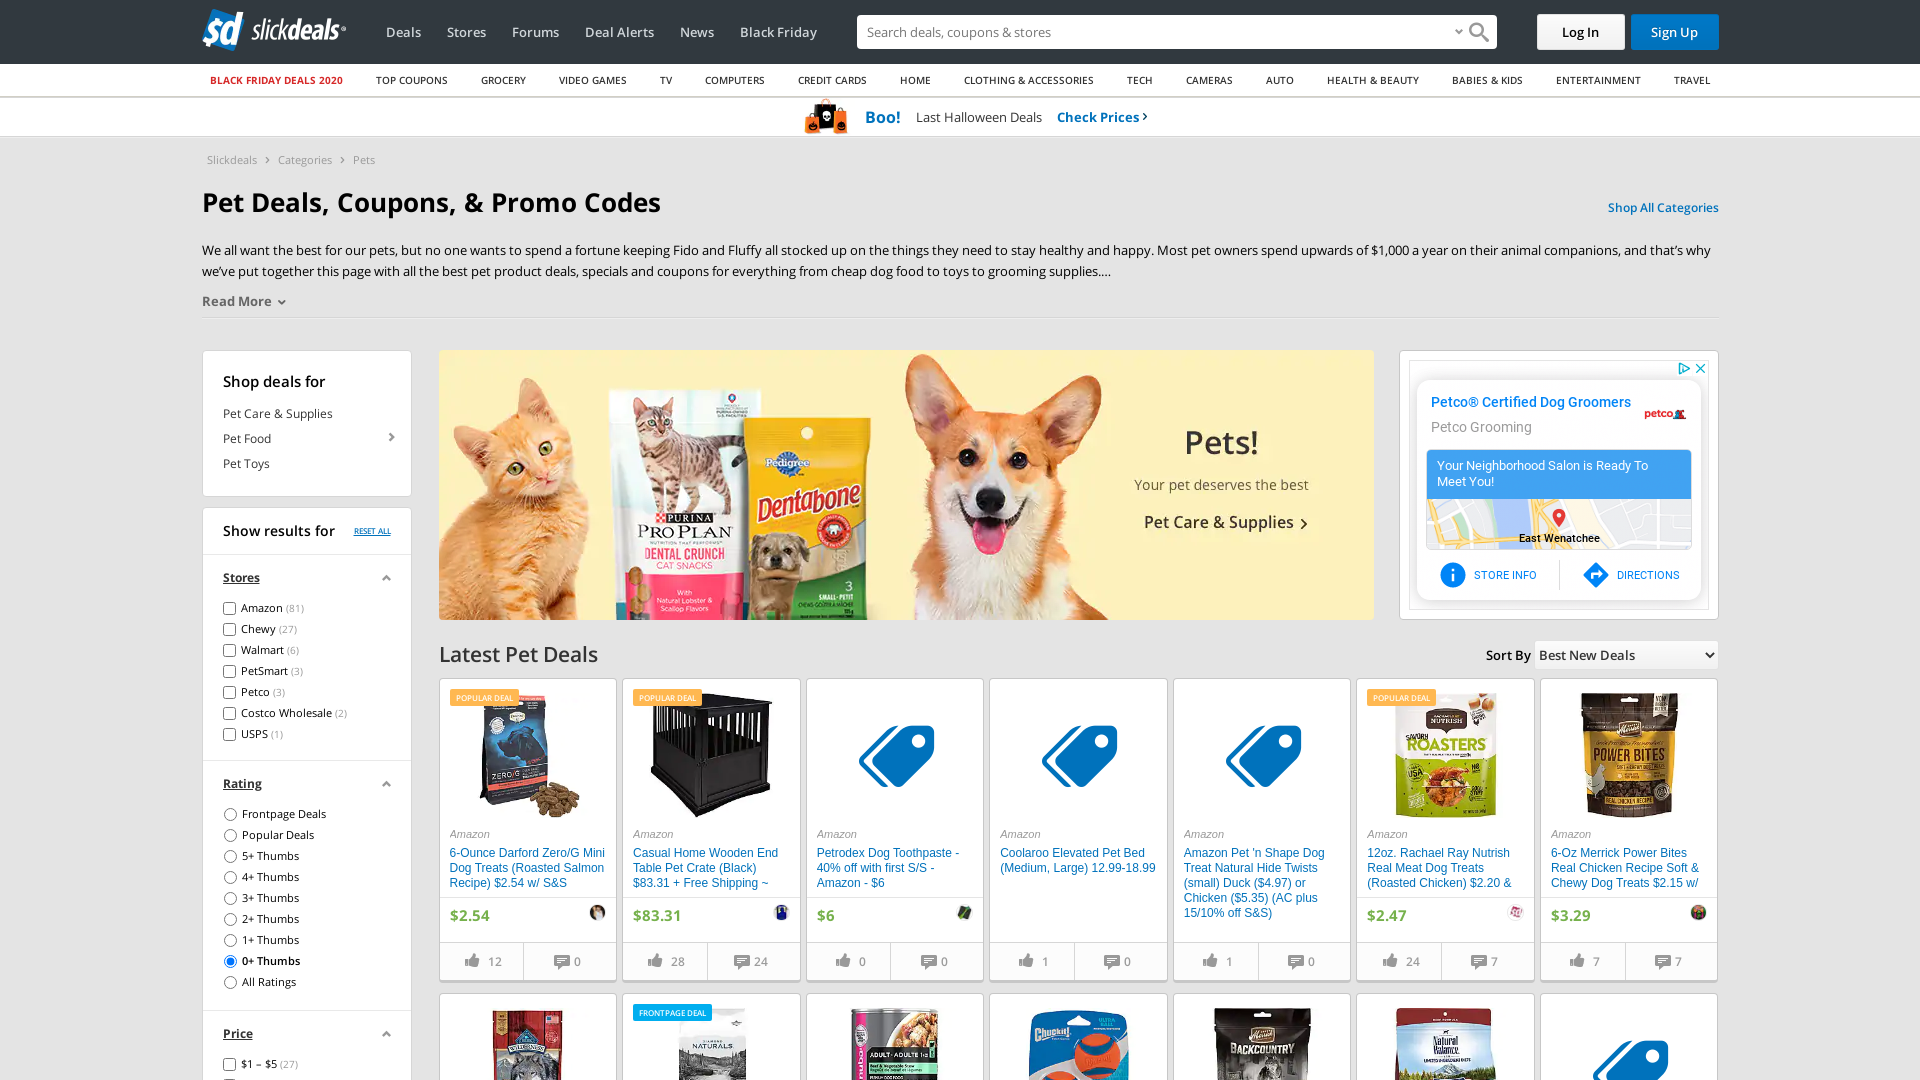 slickdeals
Deals
Stores
Forums
Deal Alerts
News
Black Friday
Search deals, coupons & searches
Log In
Sign Up
BLACK FRIDAY DEALS 2020
TOP COUPONS
GROCERY
VIDEO GAMES
TV
COMPUTERS
CREDIT CARDS
HOME
CLOTHING & ACCESSORIES
TECH
CAMERAS
AUTO
HEALTH & BEAUTY
BABIES & KIDS
ENTERTAINMENT
TRAVEL
Boo! Last Halloween Deals Check Prices
Slickdeals > Categories > Pets
Pet Deals, Coupons, & Promo Codes
Shop All Categories
We all want the best for our pets, but no one wants to spend a fortune keeping Fido and Fluffy all stocked up on the things they need to stay healthy and happy. Most pet owners spend upwards of $1,000 a year on their animal companions, and that's why
we've put together this page with all the best pet product deals, specials and coupons for everything from cheap dog food to toys to grooming supplies....
Read More
Shop deals for
Pet Care & Supplies
Pet Food
Pet Toys
Show results for RESET ALL
Stores
Amazon (81)
Chewy (27)
Walmart (6)
PetSmart (3)
Petco (3)
Costco Wholesale (2)
USPS (1)
Rating
Frontpage Deals
Popular Deals
5+ Thumbs
4+ Thumbs
3+ Thumbs
2+ Thumbs
1+ Thumbs
0+ Thumbs
All Ratings
Price
$1 – $5 (27)
PURINA
PRO PLAN
DENTAL CRUNCH
CAT SNACKS
With
Natural Lobster &
Scallop Flavors
Pedigree
Dentabone
3
SMALL-PETIT
Pets!
Your pet deserves the best
Pet Care & Supplies
Petco® Certified Dog Groomers
petco
Petco Grooming
Your Neighborhood Salon is Ready To
Meet You!
East Wenatchee
STORE INFO
DIRECTIONS
Latest Pet Deals
Sort By Best New Deals
POPULAR DEAL
ZERO/G
Amazon
6-Ounce Darford Zero/G Mini
Dog Treats (Roasted Salmon
Recipe) $2.54 w/ S&S
$2.54
12
0
POPULAR DEAL
Amazon
Casual Home Wooden End
Table Pet Crate (Black)
$83.31 + Free Shipping ~
$83.31
28
24
Amazon
Petrodex Dog Toothpaste -
40% off with first S/S -
Amazon - $6
$6
0
0
Amazon
Coolaroo Elevated Pet Bed
(Medium, Large) 12.99-18.99
1
0
Amazon
Amazon Pet 'n Shape Dog
Treat Natural Hide Twists
(small) Duck ($4.97) or
Chicken ($5.35) (AC plus
15/10% off S&S)
1
0
POPULAR DEAL
NUTRISH
SAVORY
ROASTERS
Amazon
12oz. Rachael Ray Nutrish
Real Meat Dog Treats
(Roasted Chicken) $2.20 &
$2.47
24
7
Merrick
POWER BITES
REAL CHICKEN RECIPE
Amazon
6-Oz Merrick Power Bites
Real Chicken Recipe Soft &
Chewy Dog Treats $2.15 w/
$3.29
7
7
FRONTPAGE DEAL
NATURALS
ADULT-ADULTE 1+
Chuckit!
ULTRA
BALL
Merrick
BACKCOUNTRY
Natural
Balance